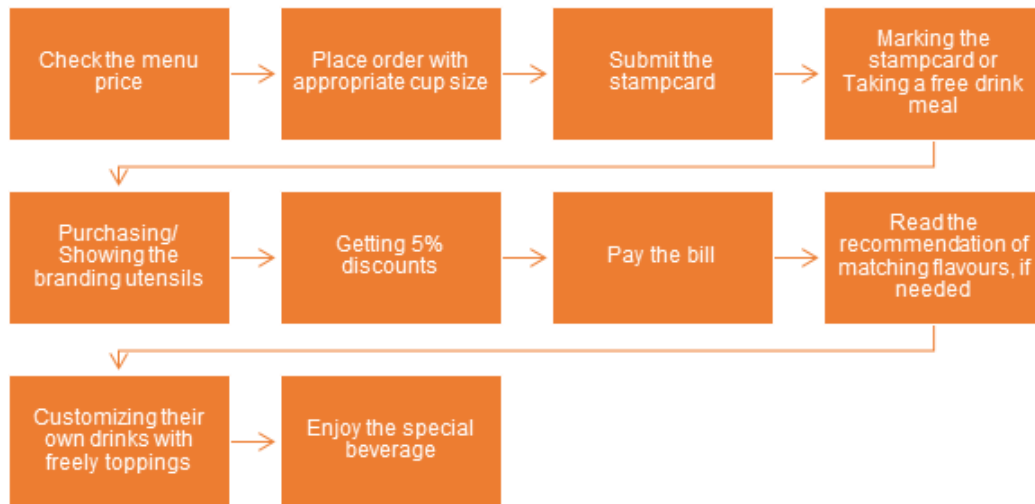 Check the menu
price
Place order with
appropriate cup size
Submit the
stampcard
Marking the
stampcard or
Taking a free drink
meal
Purchasing/
Showing the
branding utensils
Getting 5%
discounts
Pay the bill
Read the
recommendation of
matching flavours, if
needed
Customizing their
own drinks with
freely toppings
Enjoy the special
beverage